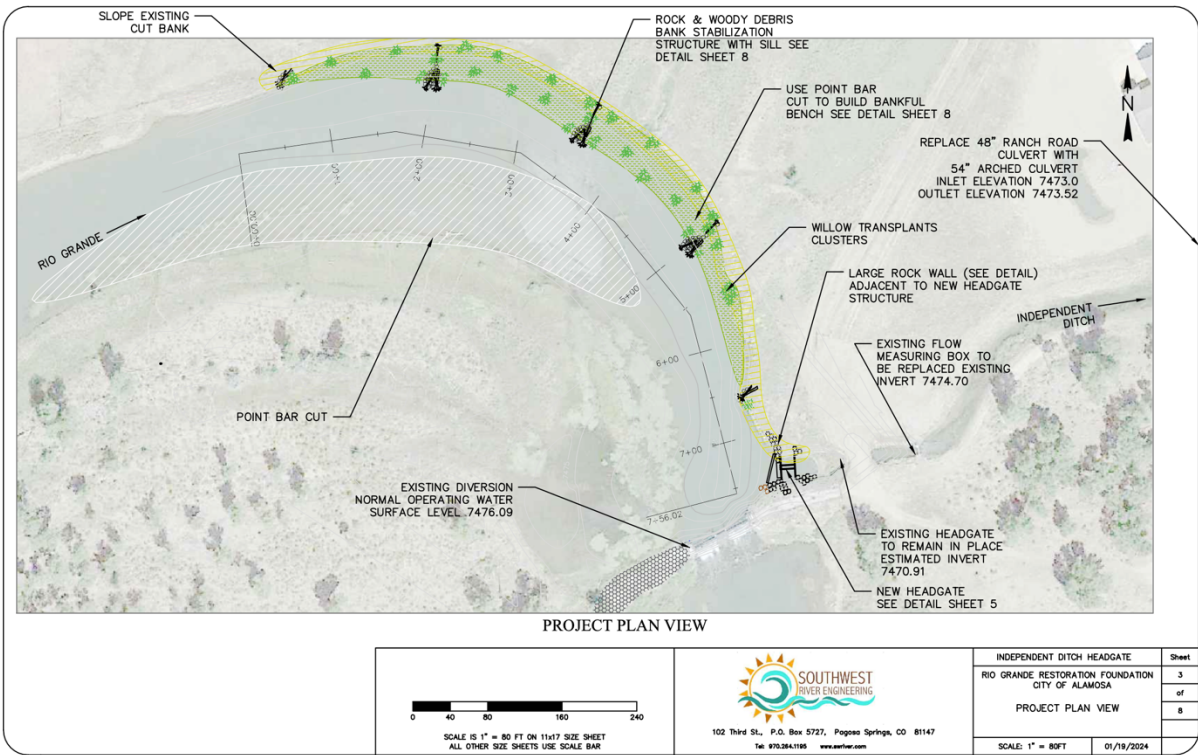 SLOPE EXISTING
CUT BANK
ROCK & WOODY DEBRIS
BANK STABILIZATION
STRUCTURE WITH SILL SEE
DETAIL SHEET 8
USE POINT BAR
CUT TO BUILD BANKFUL
BENCH SEE DETAIL SHEET 8
N
REPLACE 48" RANCH ROAD
CULVERT WITH
54" ARCHED CULVERT
INLET ELEVATION 7473.0
OUTLET ELEVATION 7473.52
WILLOW TRANSPLANTS
CLUSTERS
LARGE ROCK WALL (SEE DETAIL)
ADJACENT TO NEW HEADGATE
STRUCTURE
INDEPENDENT
DITCH
EXISTING FLOW
MEASURING BOX TO
BE REPLACED EXISTING
INVERT 7474.70
RIO GRANDE
1+00
2+00
3+00
4+00
5+00
6+00
7+00
7+56.02
POINT BAR CUT
EXISTING DIVERSION
NORMAL OPERATING WATER
SURFACE LEVEL 7476.09
EXISTING HEADGATE
TO REMAIN IN PLACE
ESTIMATED INVERT
7470.91
NEW HEADGATE
SEE DETAIL SHEET 5
PROJECT PLAN VIEW
0 40 80 160 240
SCALE IS 1" = 80 FT ON 11x17 SIZE SHEET
ALL OTHER SIZE SHEETS USE SCALE BAR
SOUTHWEST
RIVER ENGINEERING
102 Third St., P.O. Box 5727, Pagosa Springs, CO 81147
Tel: 970.264.1195 www.swriver.com
INDEPENDENT DITCH HEADGATE
RIO GRANDE RESTORATION FOUNDATION
CITY OF ALAMOSA
PROJECT PLAN VIEW
SCALE: 1" = 80FT 01/19/2024
Sheet
3
of
8